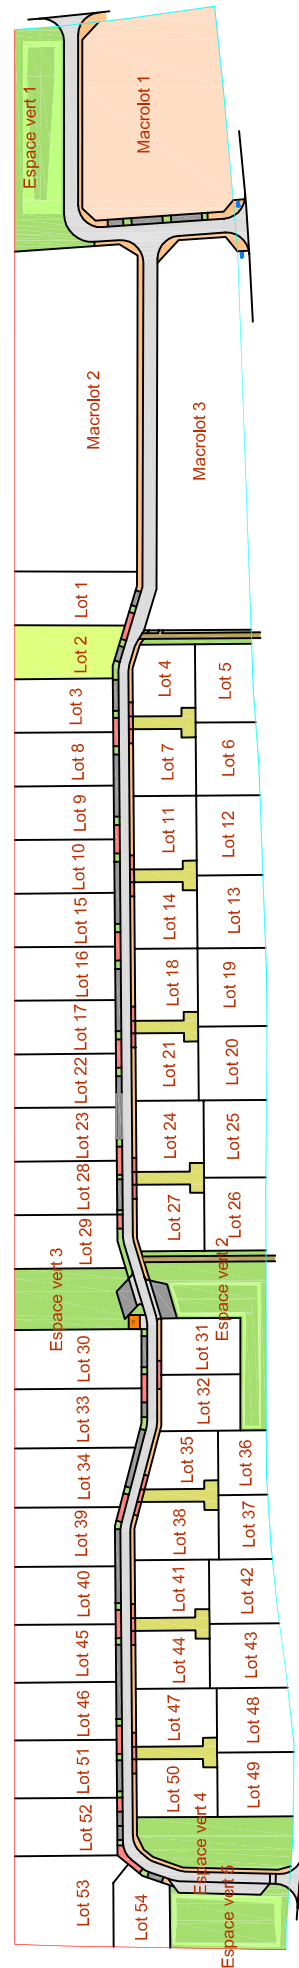 Espace vert 1
Macrolot 1
Macrolot 2
Macrolot 3
Lot 1
Lot 2
Lot 3
Lot 4
Lot 5
Lot 8
Lot 7
Lot 6
Lot 9
Lot 10
Lot 11
Lot 12
Lot 15
Lot 14
Lot 13
Lot 16
Lot 18
Lot 19
Lot 17
Lot 22
Lot 21
Lot 20
Lot 23
Lot 24
Lot 25
Lot 28
Lot 27
Lot 26
Lot 29
Espace vert 3
Espace vert 2
Lot 30
Lot 31
Lot 33
Lot 32
Lot 34
Lot 35
Lot 36
Lot 39
Lot 38
Lot 37
Lot 40
Lot 41
Lot 42
Lot 45
Lot 44
Lot 43
Lot 46
Lot 47
Lot 48
Lot 51
Lot 50
Lot 49
Lot 52
Espace vert 4
Lot 53
Lot 54
Espace vert 5